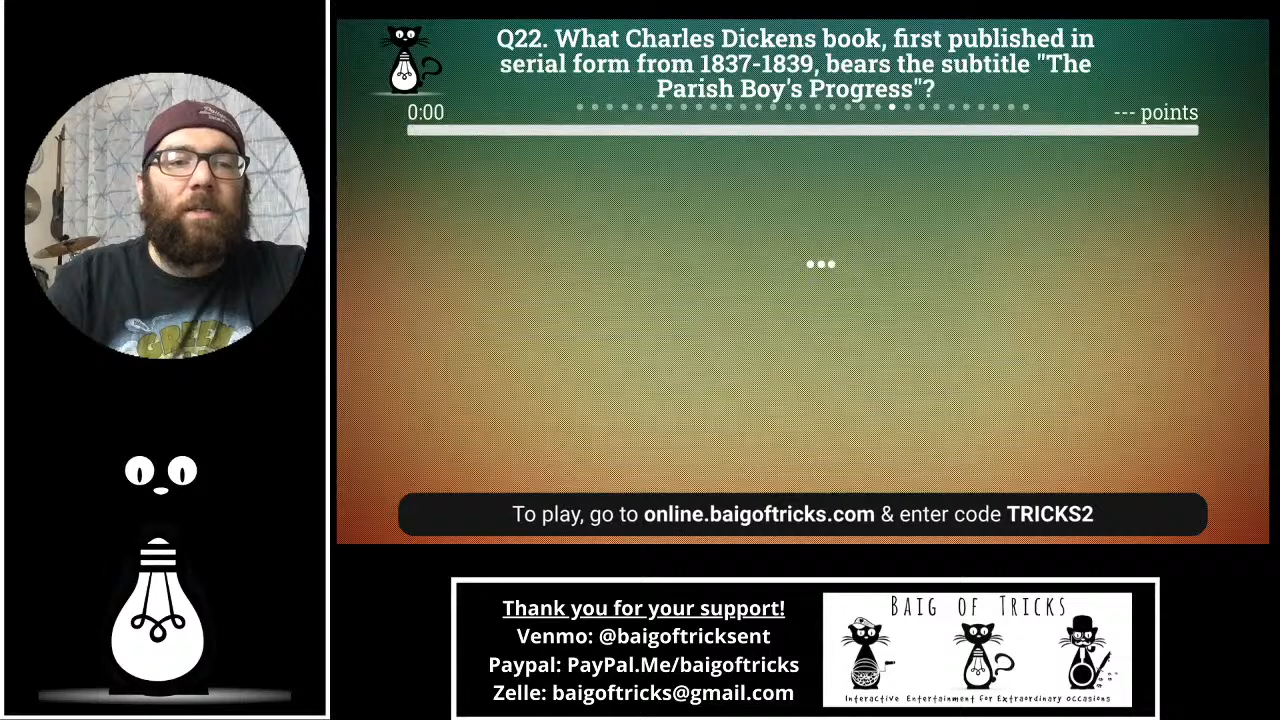 Q22. What Charles Dickens book, first published in
serial form from 1837-1839, bears the subtitle "The
Parish Boy's Progress"?
0:00
--- points
To play, go to online.baigoftricks.com & enter code TRICKS2
Thank you for your support!
Venmo: @baigoftricksent
Paypal: PayPal.Me/baigoftricks
Zelle: baigoftricks@gmail.com
BAIG OF TRICKS
Interactive Entertainment for Extraordinary occasions
GREEN